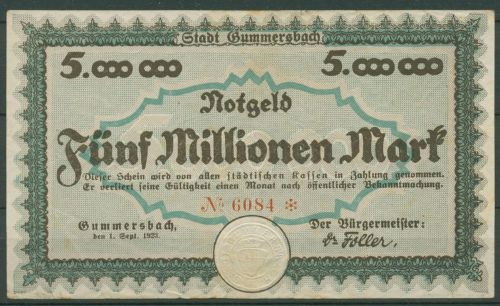 Stadt Gummersbach
5.000 000 5.000 000
Notgeld
Fünf Millionen Mark
Dieser Schein wird von allen städtischen Kassen in Zahlung genommen.
Er verliert seine Gültigkeit einen Monat nach öffentlicher Bekanntmachung.
№ 6084 ✻
Gummersbach, Der Bürgermeister:
den 1. Sept. 1923. Dr Föller.